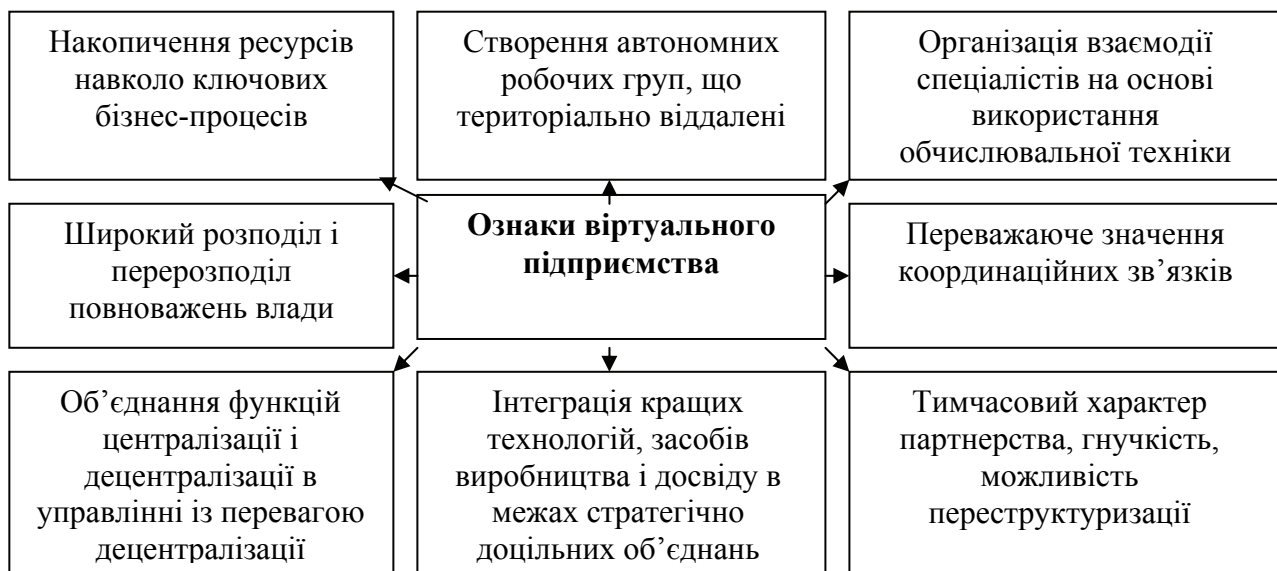 Накопичення ресурсів
навколо ключових
бізнес-процесів
Створення автономних
робочих груп, що
територіально віддалені
Організація взаємодії
спеціалістів на основі
використання
обчислювальної техніки
Широкий розподіл і
перерозподіл
повноважень влади
Ознаки віртуального
підприємства
Переважаюче значення
координаційних зв’язків
Об’єднання функцій
централізації і
децентралізації в
управлінні із перевагою
децентралізації
Інтеграція кращих
технологій, засобів
виробництва і досвіду в
межах стратегічно
доцільних об’єднань
Тимчасовий характер
партнерства, гнучкість,
можливість
переструктуризації